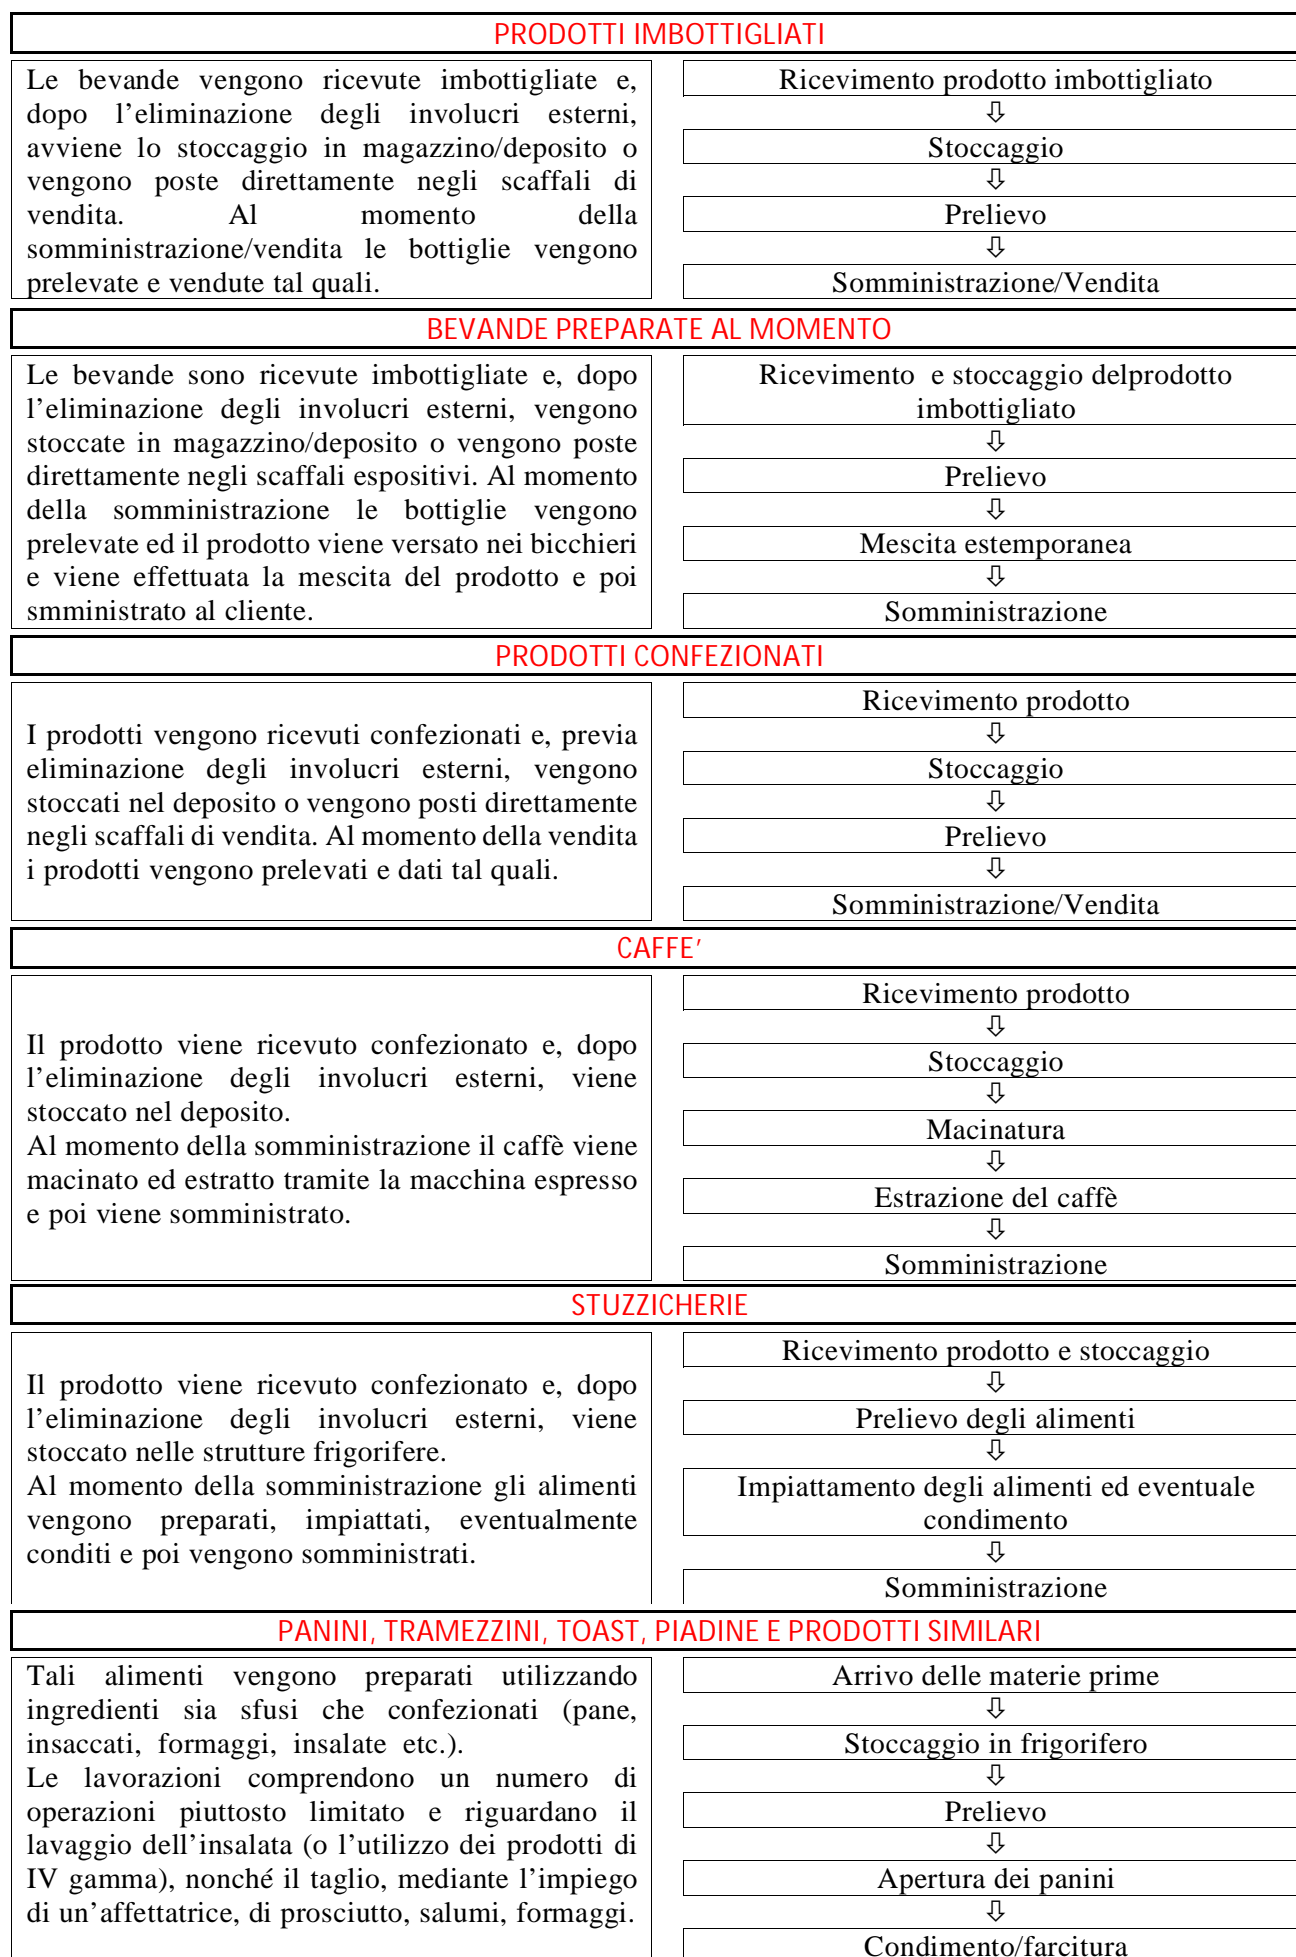 PRODOTTI IMBOTTIGLIATI
Le bevande vengono ricevute imbottigliate e,
dopo l’eliminazione degli involucri esterni,
avviene lo stoccaggio in magazzino/deposito o
vengono poste direttamente negli scaffali di
vendita. Al momento della
somministrazione/vendita le bottiglie vengono
prelevate e vendute tal quali.
Ricevimento prodotto imbottigliato
⇩
Stoccaggio
⇩
Prelievo
⇩
Somministrazione/Vendita
BEVANDE PREPARATE AL MOMENTO
Le bevande sono ricevute imbottigliate e, dopo
l’eliminazione degli involucri esterni, vengono
stoccate in magazzino/deposito o vengono poste
direttamente negli scaffali espositivi. Al momento
della somministrazione le bottiglie vengono
prelevate ed il prodotto viene versato nei bicchieri
e viene effettuata la mescita del prodotto e poi
smministrato al cliente.
Ricevimento e stoccaggio delprodotto
imbottigliato
⇩
Prelievo
⇩
Mescita estemporanea
⇩
Somministrazione
PRODOTTI CONFEZIONATI
I prodotti vengono ricevuti confezionati e, previa
eliminazione degli involucri esterni, vengono
stoccati nel deposito o vengono posti direttamente
negli scaffali di vendita. Al momento della vendita
i prodotti vengono prelevati e dati tal quali.
Ricevimento prodotto
⇩
Stoccaggio
⇩
Prelievo
⇩
Somministrazione/Vendita
CAFFE’
Il prodotto viene ricevuto confezionato e, dopo
l’eliminazione degli involucri esterni, viene
stoccato nel deposito.
Al momento della somministrazione il caffè viene
macinato ed estratto tramite la macchina espresso
e poi viene somministrato.
Ricevimento prodotto
⇩
Stoccaggio
⇩
Macinatura
⇩
Estrazione del caffè
⇩
Somministrazione
STUZZICHERIE
Il prodotto viene ricevuto confezionato e, dopo
l’eliminazione degli involucri esterni, viene
stoccato nelle strutture frigorifere.
Al momento della somministrazione gli alimenti
vengono preparati, impiattati, eventualmente
conditi e poi vengono somministrati.
Ricevimento prodotto e stoccaggio
⇩
Prelievo degli alimenti
⇩
Impiattamento degli alimenti ed eventuale
condimento
⇩
Somministrazione
PANINI, TRAMEZZINI, TOAST, PIADINE E PRODOTTI SIMILARI
Tali alimenti vengono preparati utilizzando
ingredienti sia sfusi che confezionati (pane,
insaccati, formaggi, insalate etc.).
Le lavorazioni comprendono un numero di
operazioni piuttosto limitato e riguardano il
lavaggio dell’insalata (o l’utilizzo dei prodotti di
IV gamma), nonché il taglio, mediante l’impiego
di un’affettatrice, di prosciutto, salumi, formaggi.
Arrivo delle materie prime
⇩
Stoccaggio in frigorifero
⇩
Prelievo
⇩
Apertura dei panini
⇩
Condimento/farcitura